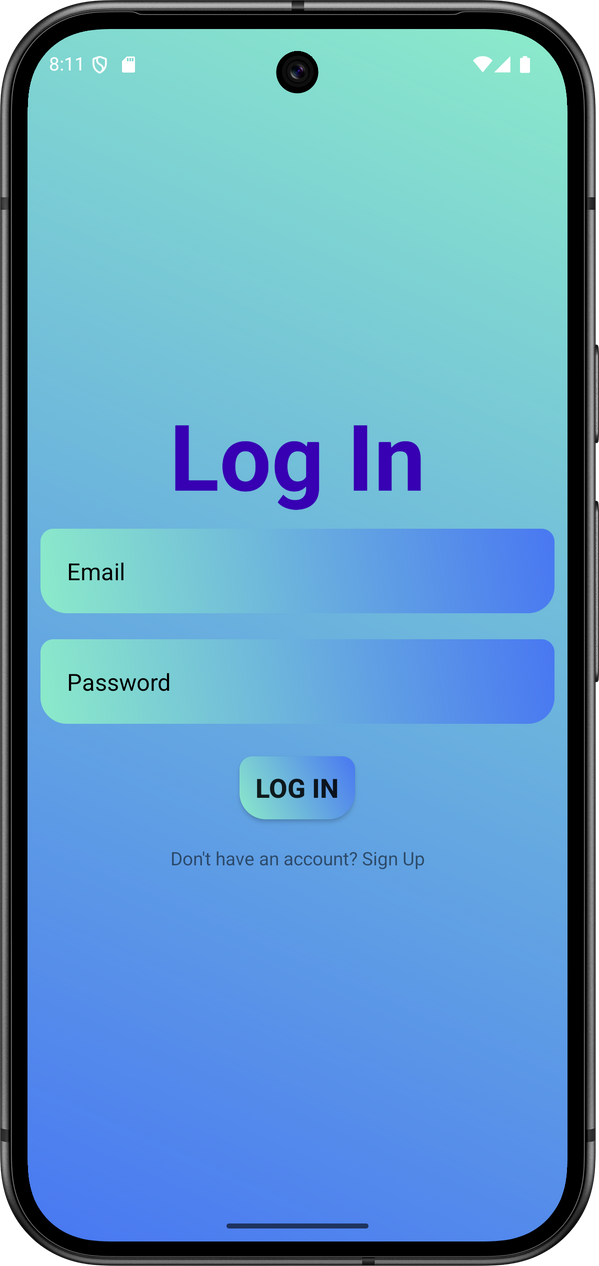 8:11
Log In
Email
Password
LOG IN
Don't have an account? Sign Up